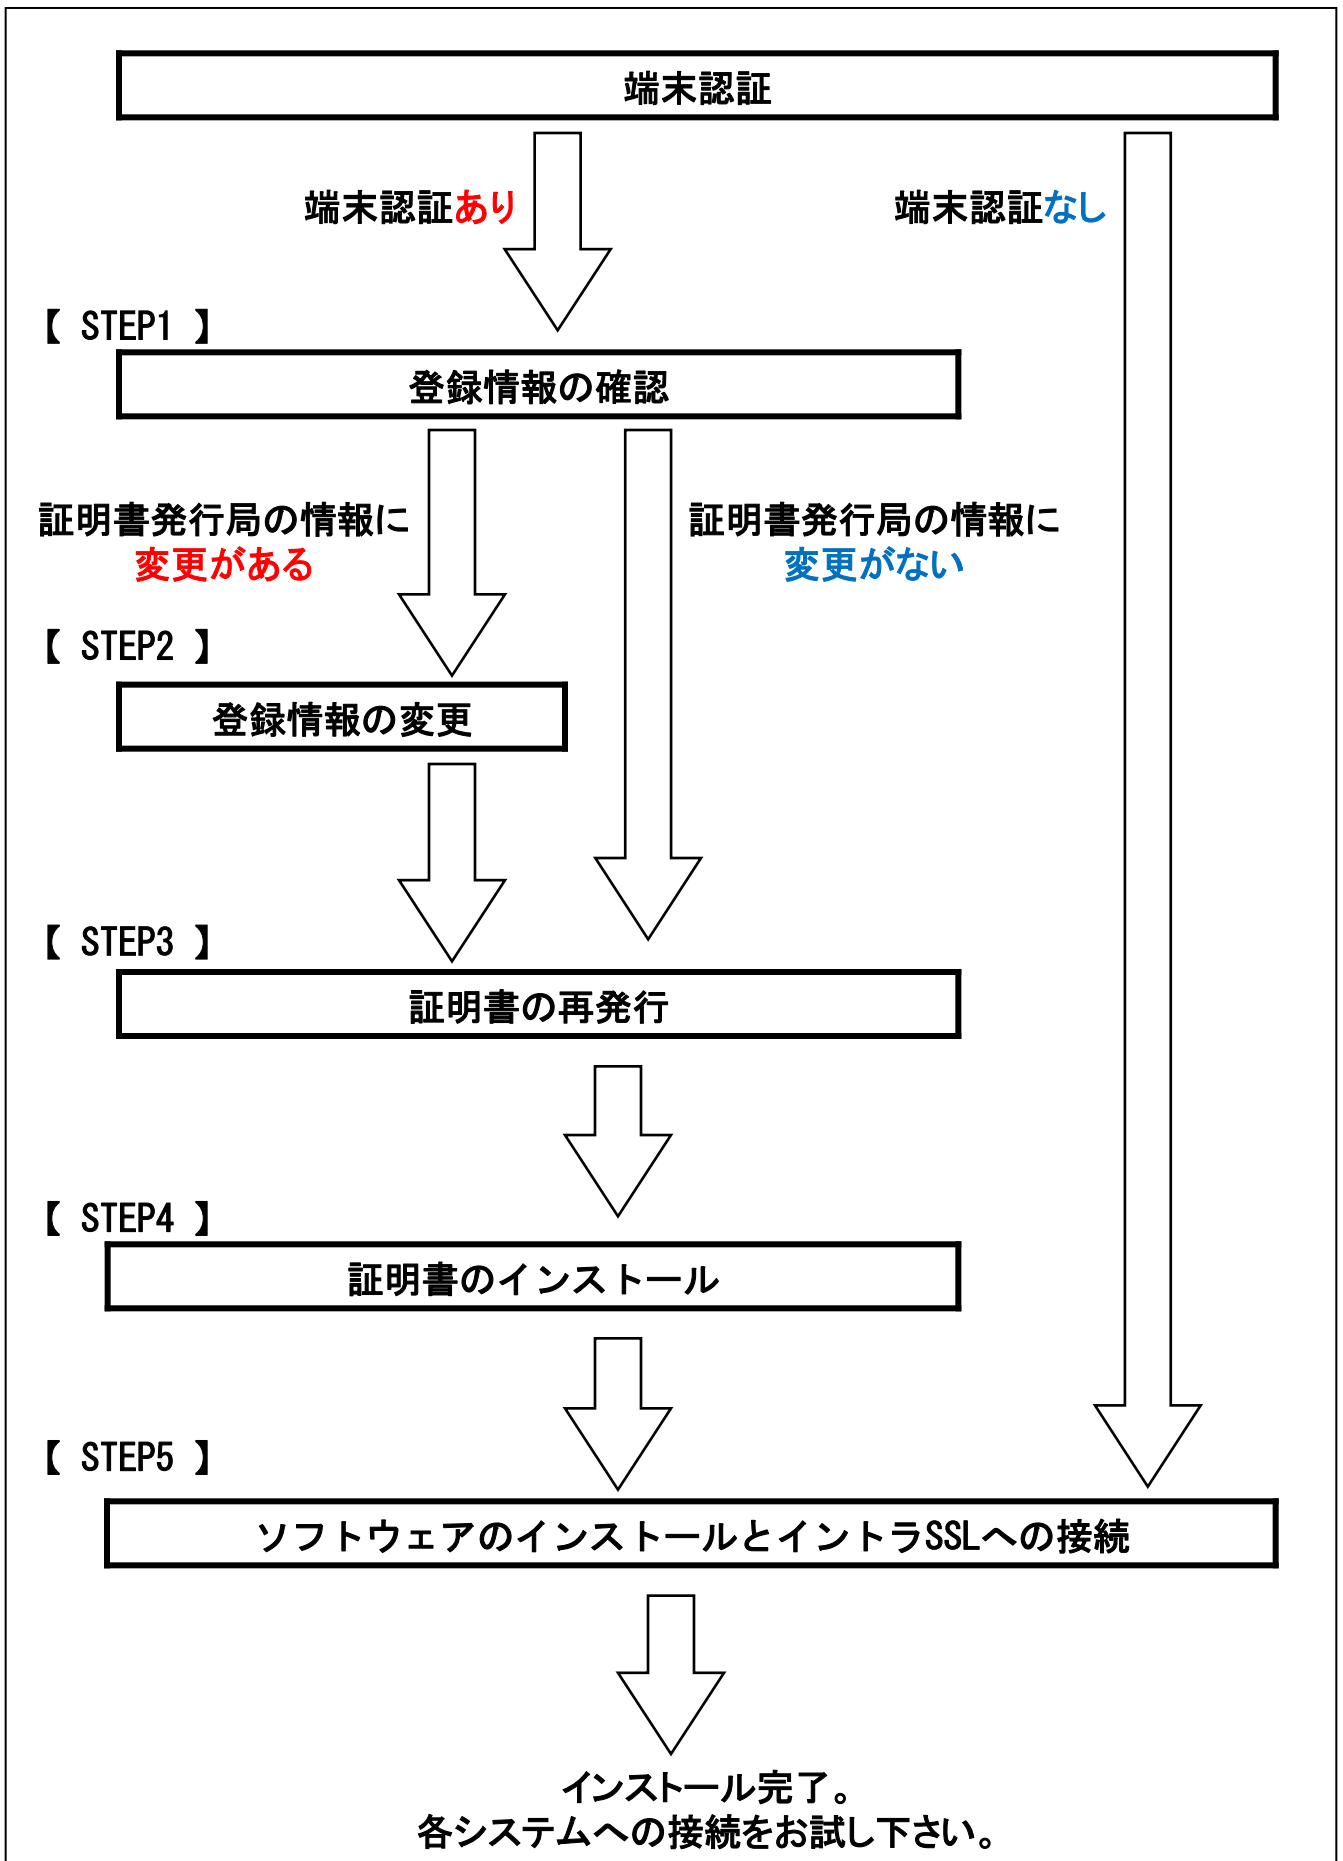 端末認証
端末認証あり
端末認証なし
【 STEP1 】
登録情報の確認
証明書発行局の情報に
変更がある
証明書発行局の情報に
変更がない
【 STEP2 】
登録情報の変更
【 STEP3 】
証明書の再発行
【 STEP4 】
証明書のインストール
【 STEP5 】
ソフトウェアのインストールとイントラSSLへの接続
インストール完了。
各システムへの接続をお試し下さい。